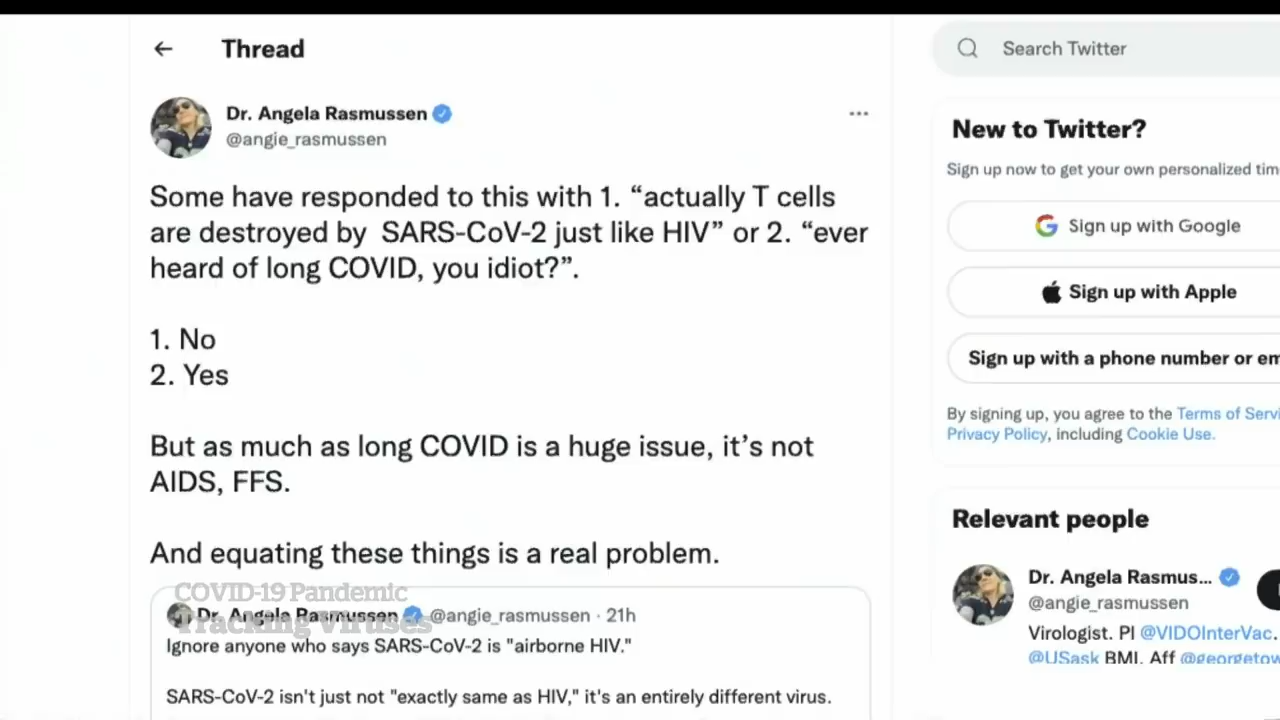 Thread
Search Twitter
Dr. Angela Rasmussen
@angie_rasmussen
Some have responded to this with 1. “actually T cells
are destroyed by SARS-CoV-2 just like HIV” or 2. “ever
heard of long COVID, you idiot?”.
1. No
2. Yes
But as much as long COVID is a huge issue, it’s not
AIDS, FFS.
And equating these things is a real problem.
COVID-19 Pandemic
Tracking Viruses
Dr. Angela Rasmussen @angie_rasmussen · 21h
Ignore anyone who says SARS-CoV-2 is "airborne HIV."
SARS-CoV-2 isn't just not "exactly same as HIV," it's an entirely different virus.
New to Twitter?
Sign up now to get your own personalized tim
Sign up with Google
Sign up with Apple
Sign up with a phone number or em
By signing up, you agree to the Terms of Servi
Privacy Policy, including Cookie Use.
Relevant people
Dr. Angela Rasmus...
@angie_rasmussen
Virologist. PI @VIDOInterVac.
@USask BMI. Aff @georgetow